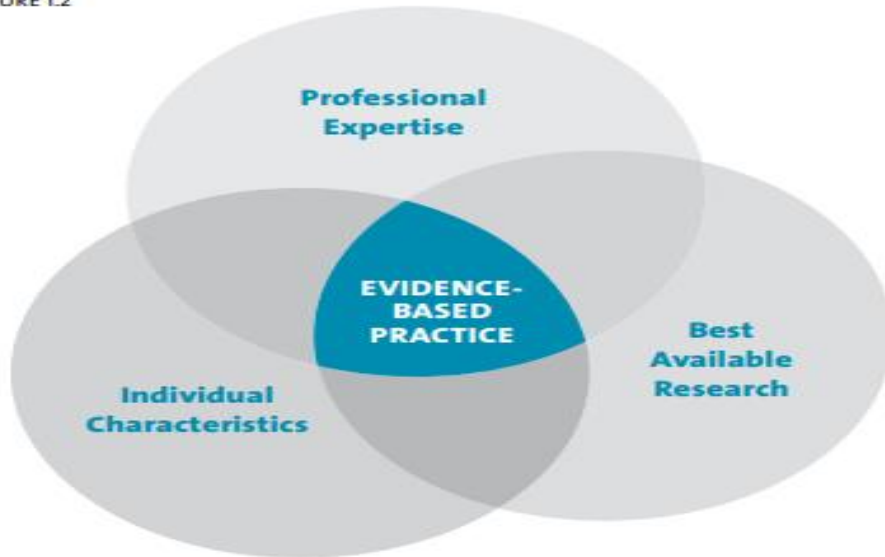 Professional
Expertise
EVIDENCE-
BASED
PRACTICE
Best
Available
Research
Individual
Characteristics